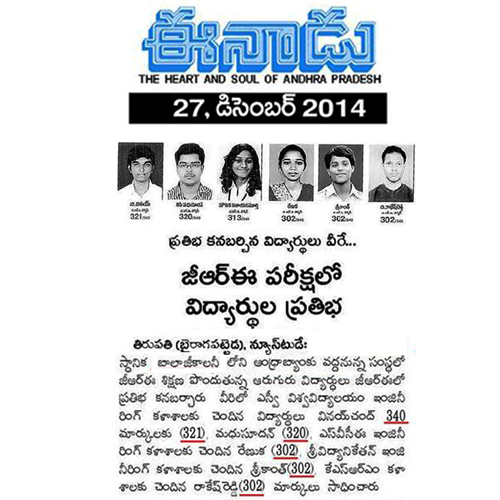 ఈనాడు
THE HEART AND SOUL OF ANDHRA PRADESH
27, డిసెంబర్ 2014
321
320
313
302
302
302
ప్రతిభ కనబర్చిన విద్యార్థులు వీరే...
జీఆర్ఈ పరీక్షలో
విద్యార్థుల ప్రతిభ
తిరుపతి (బైరాగపట్టెడ), న్యూస్‌టుడే:
స్థానిక బాలాజీకాలనీ లోని ఆంధ్రాబ్యాంకు వద్దనున్న సంస్థలో
జీఆర్ఈ శిక్షణ పొందుతున్న ఆరుగురు విద్యార్థులు జీఆర్ఈలో
ప్రతిభ కనబర్చారు వీరిలో ఎస్వీ విశ్వవిద్యాలయం ఇంజినీ
రింగ్ కళాశాలకు చెందిన విద్యార్థులు వినయ్‌చంద్ 340
మార్కులకు (321), మధుసూదన్ (320), ఎస్‌వీసీఈ ఇంజినీ
రింగ్ కళాశాలకు చెందిన రేణుక (302), శ్రీవిద్యానికేతన్ ఇంజి
నీరింగ్ కళాశాలకు చెందిన శ్రీకాంత్(302), కేఎస్ఆర్ఎం కళా
శాలకు చెందిన రాకేష్‌రెడ్డి(302) మార్కులు సాధించారు